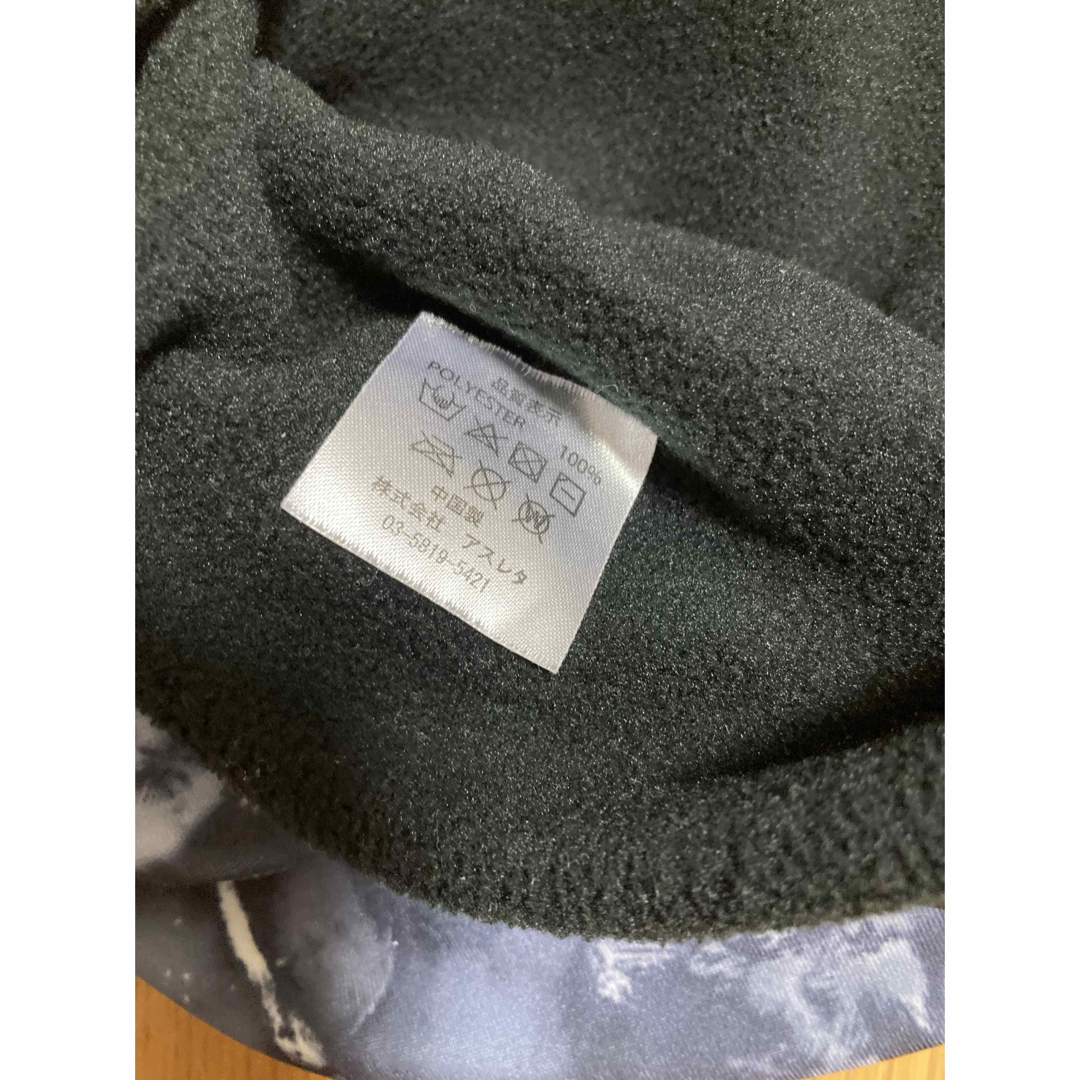 品質表示
POLYESTER 100%
中国製
株式会社 アスレタ
03-5819-5421